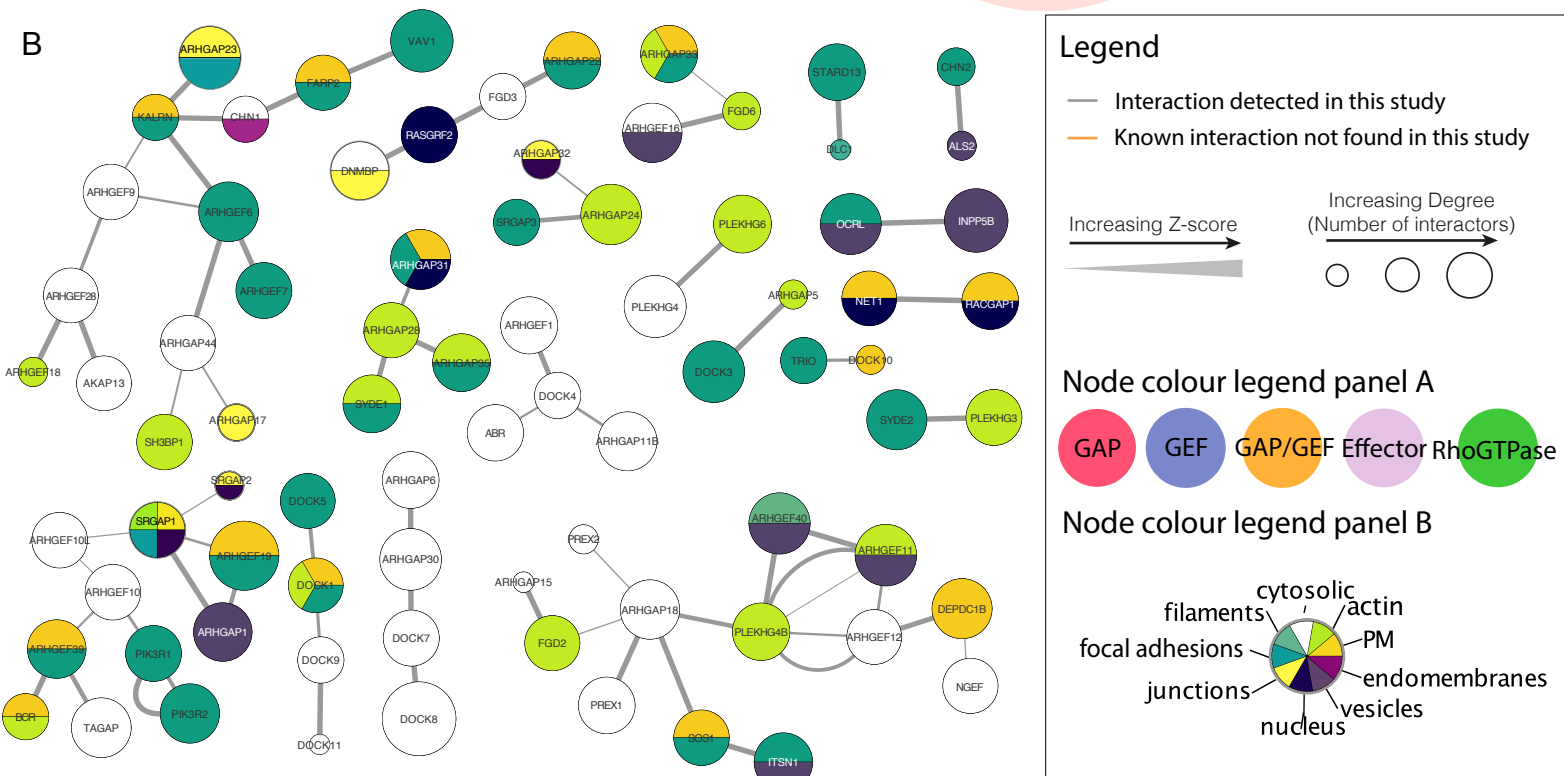 B
ARHGAP23
VAV1
FARP2
KALRN
CHN1
ARHGEF9
ARHGEF6
ARHGEF28
ARHGEF7
ARHGAP44
ARHGEF18
AKAP13
SH3BP1
ARHGAP17
ARHGAP22
FGD3
RASGRF2
DNMBP
ARHGAP33
FGD6
ARHGEF16
ARHGAP32
SRGAP3
ARHGAP24
STARD13
DLC1
CHN2
ALS2
PLEKHG6
PLEKHG4
OCRL
INPP5B
ARHGAP31
ARHGAP28
ARHGAP35
SYDE1
ARHGEF1
DOCK4
ABR
ARHGAP11B
ARHGAP5
DOCK3
NET1
RACGAP1
TRIO
DOCK10
SYDE2
PLEKHG3
SRGAP2
SRGAP1
ARHGEF10L
ARHGEF19
ARHGEF10
ARHGAP1
ARHGEF39
PIK3R1
BCR
TAGAP
PIK3R2
DOCK5
DOCK1
DOCK9
DOCK11
ARHGAP6
ARHGAP30
DOCK7
DOCK8
PREX2
ARHGAP15
FGD2
ARHGAP18
PREX1
SOS1
ITSN1
ARHGEF40
ARHGEF11
PLEKHG4B
ARHGEF12
DEPDC1B
NGEF
Legend
Interaction detected in this study
Known interaction not found in this study
Increasing Z-score
Increasing Degree
(Number of interactors)
Node colour legend panel A
GAP
GEF
GAP/GEF
Effector
RhoGTPase
Node colour legend panel B
cytosolic
actin
filaments
PM
focal adhesions
endomembranes
junctions
vesicles
nucleus